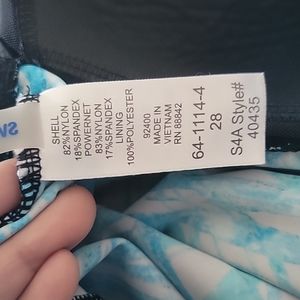 SHELL
82%NYLON
18%SPANDEX
POWERNET
83%NYLON
17%SPANDEX
LINING
100%POLYESTER
92400
MADE IN
VIETNAM
RN 88842
64-1114-4
28
S4A Style#
40435